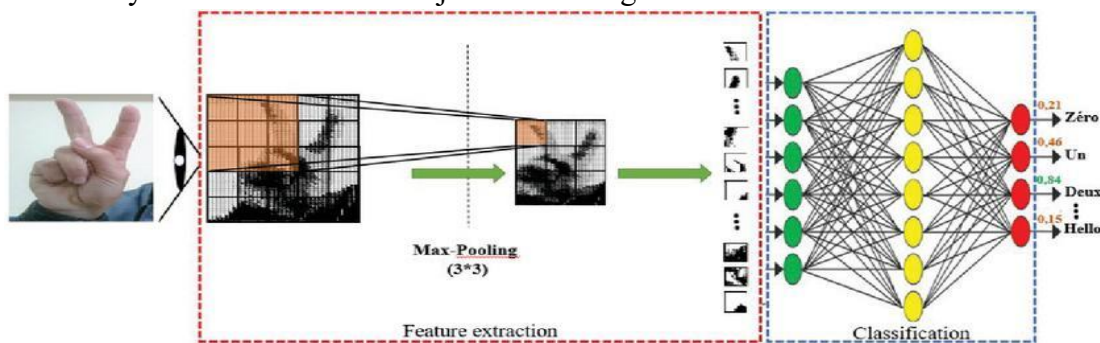 0,21
Zéro
0,46
Un
0,84
Deux
0,15
Hello
Max-Pooling
(3*3)
Feature extraction
Classification